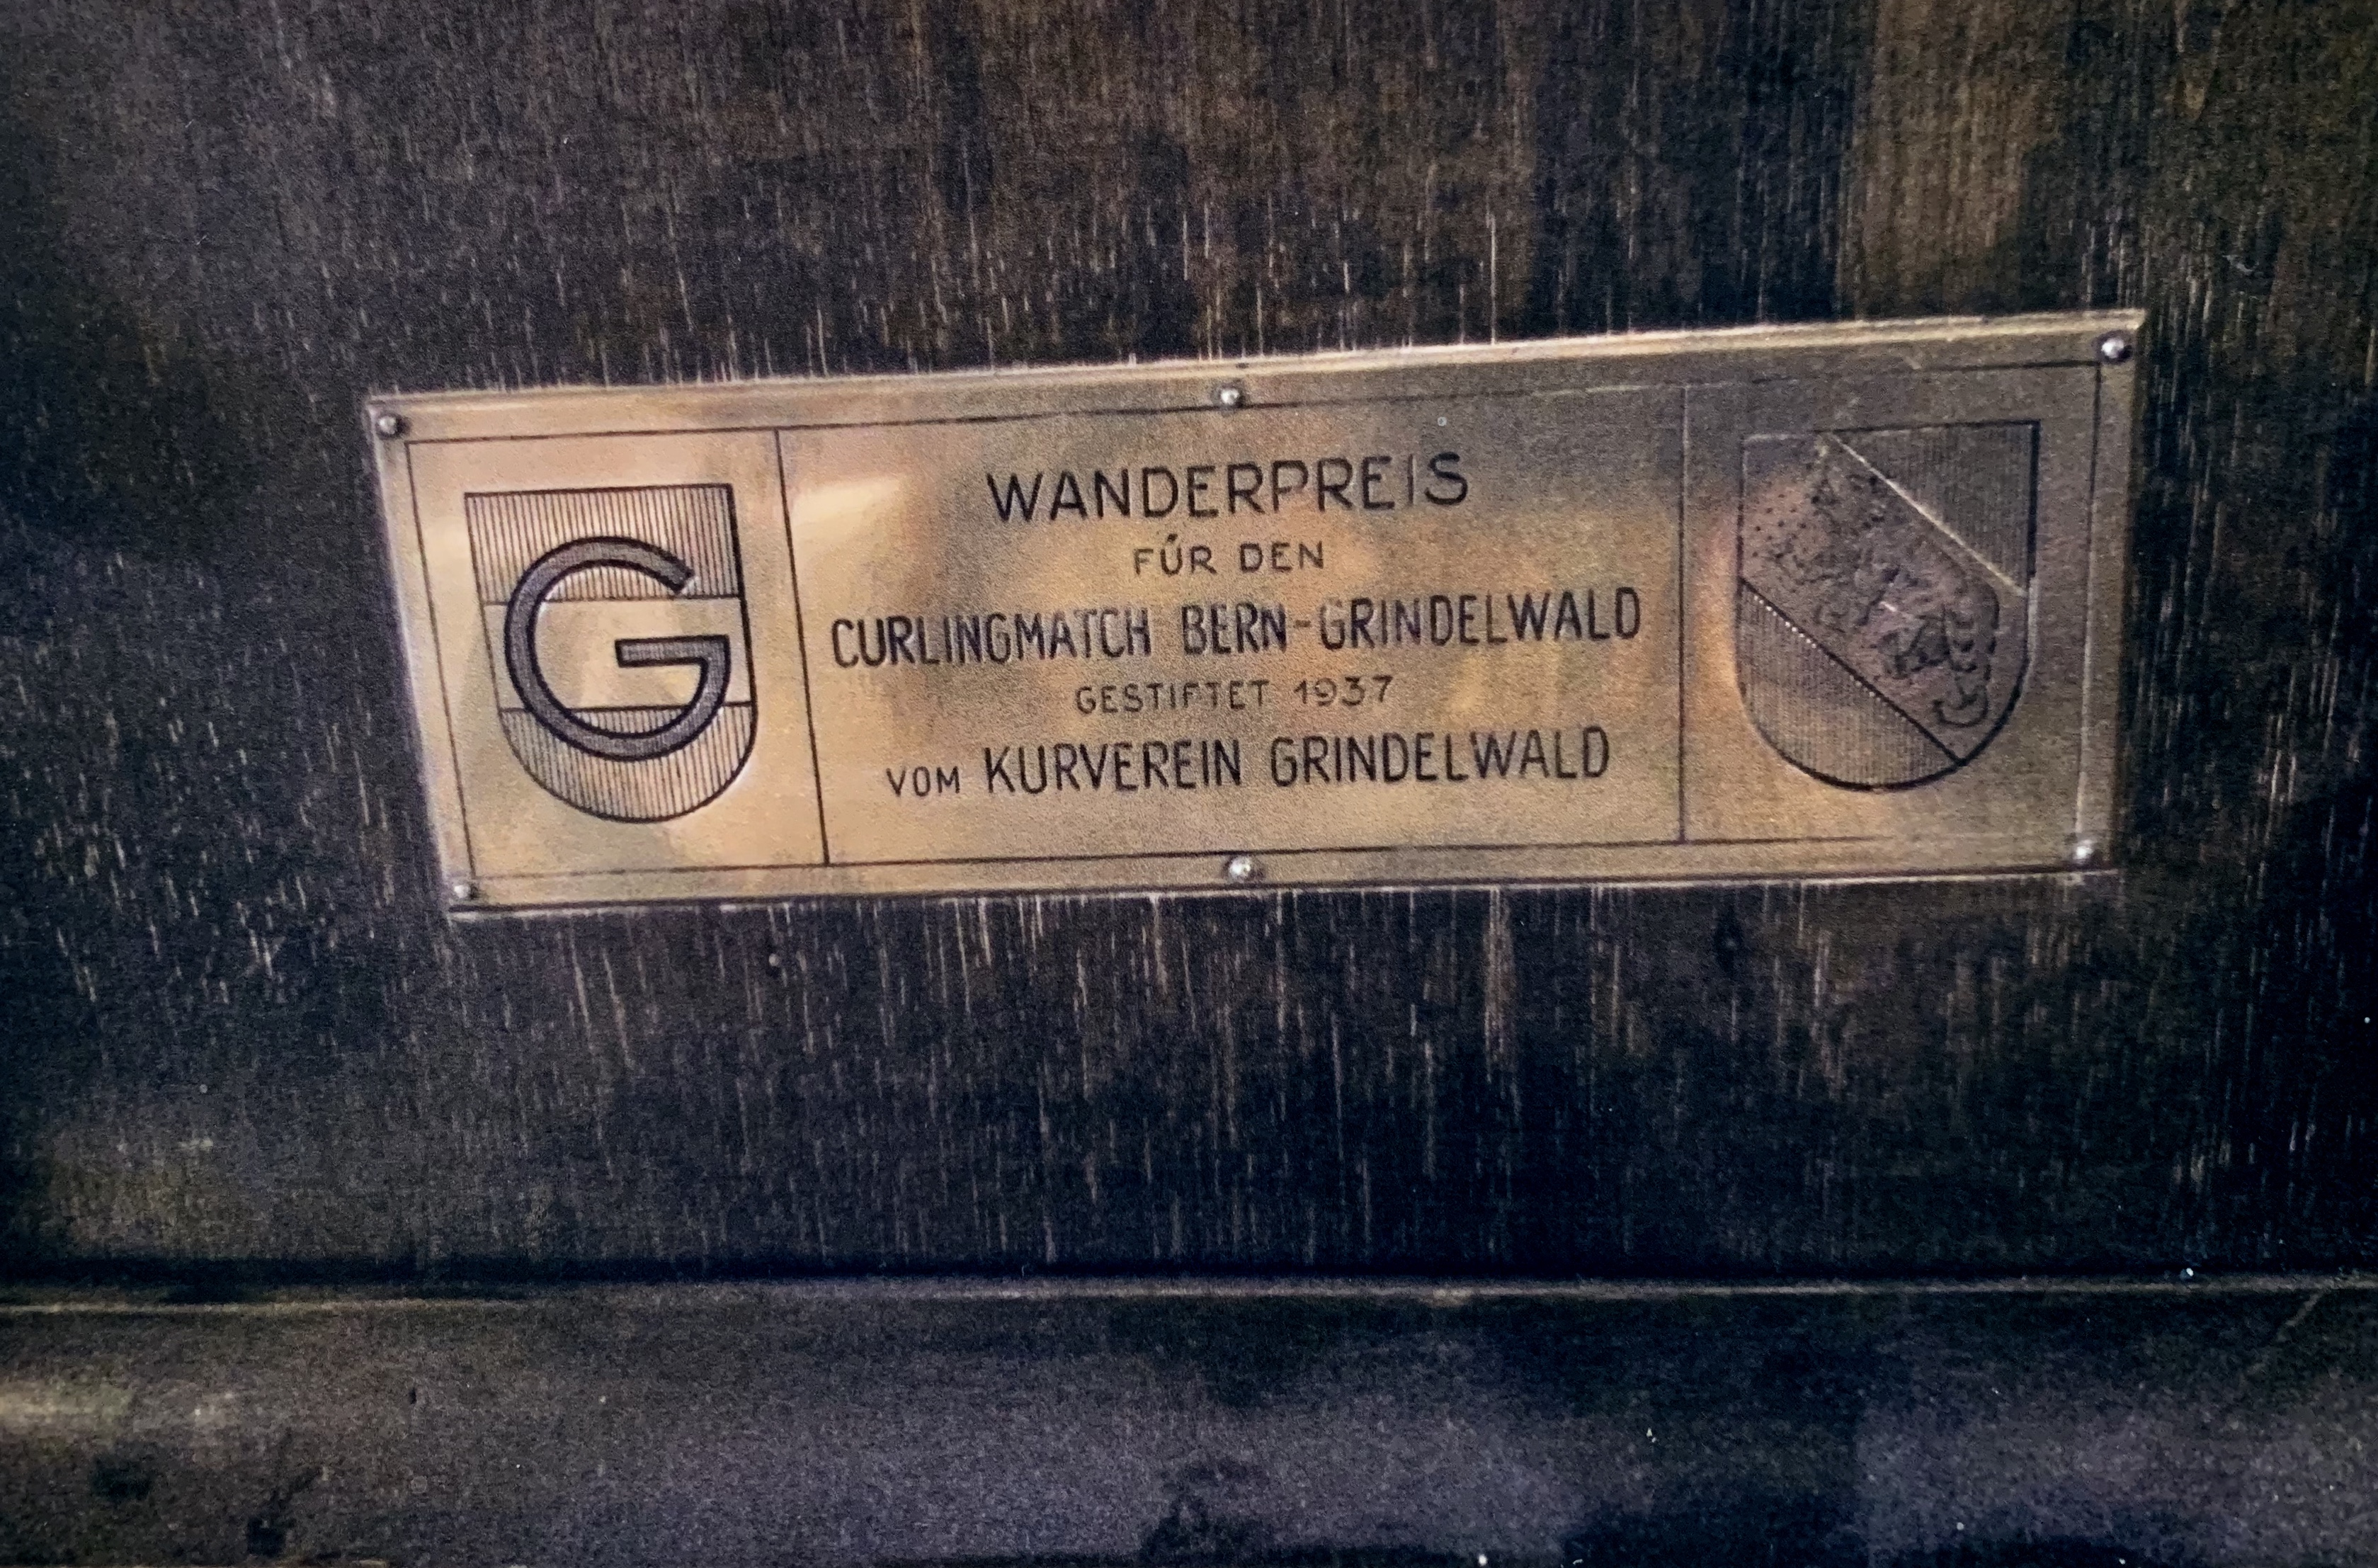 G
WANDERPREIS
FÜR DEN
CURLINGMATCH BERN-GRINDELWALD
GESTIFTET 1937
VOM KURVEREIN GRINDELWALD